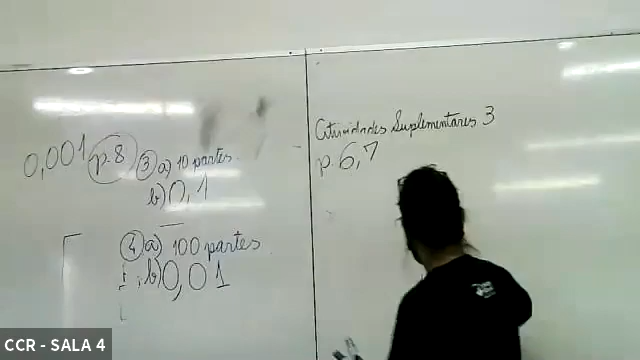 0,001 p.8 3 a) 10 partes.
b) 0,1
4 a) 100 partes
b) 0,01
Atividades Suplementares 3
p. 6,7
CCR - SALA 4